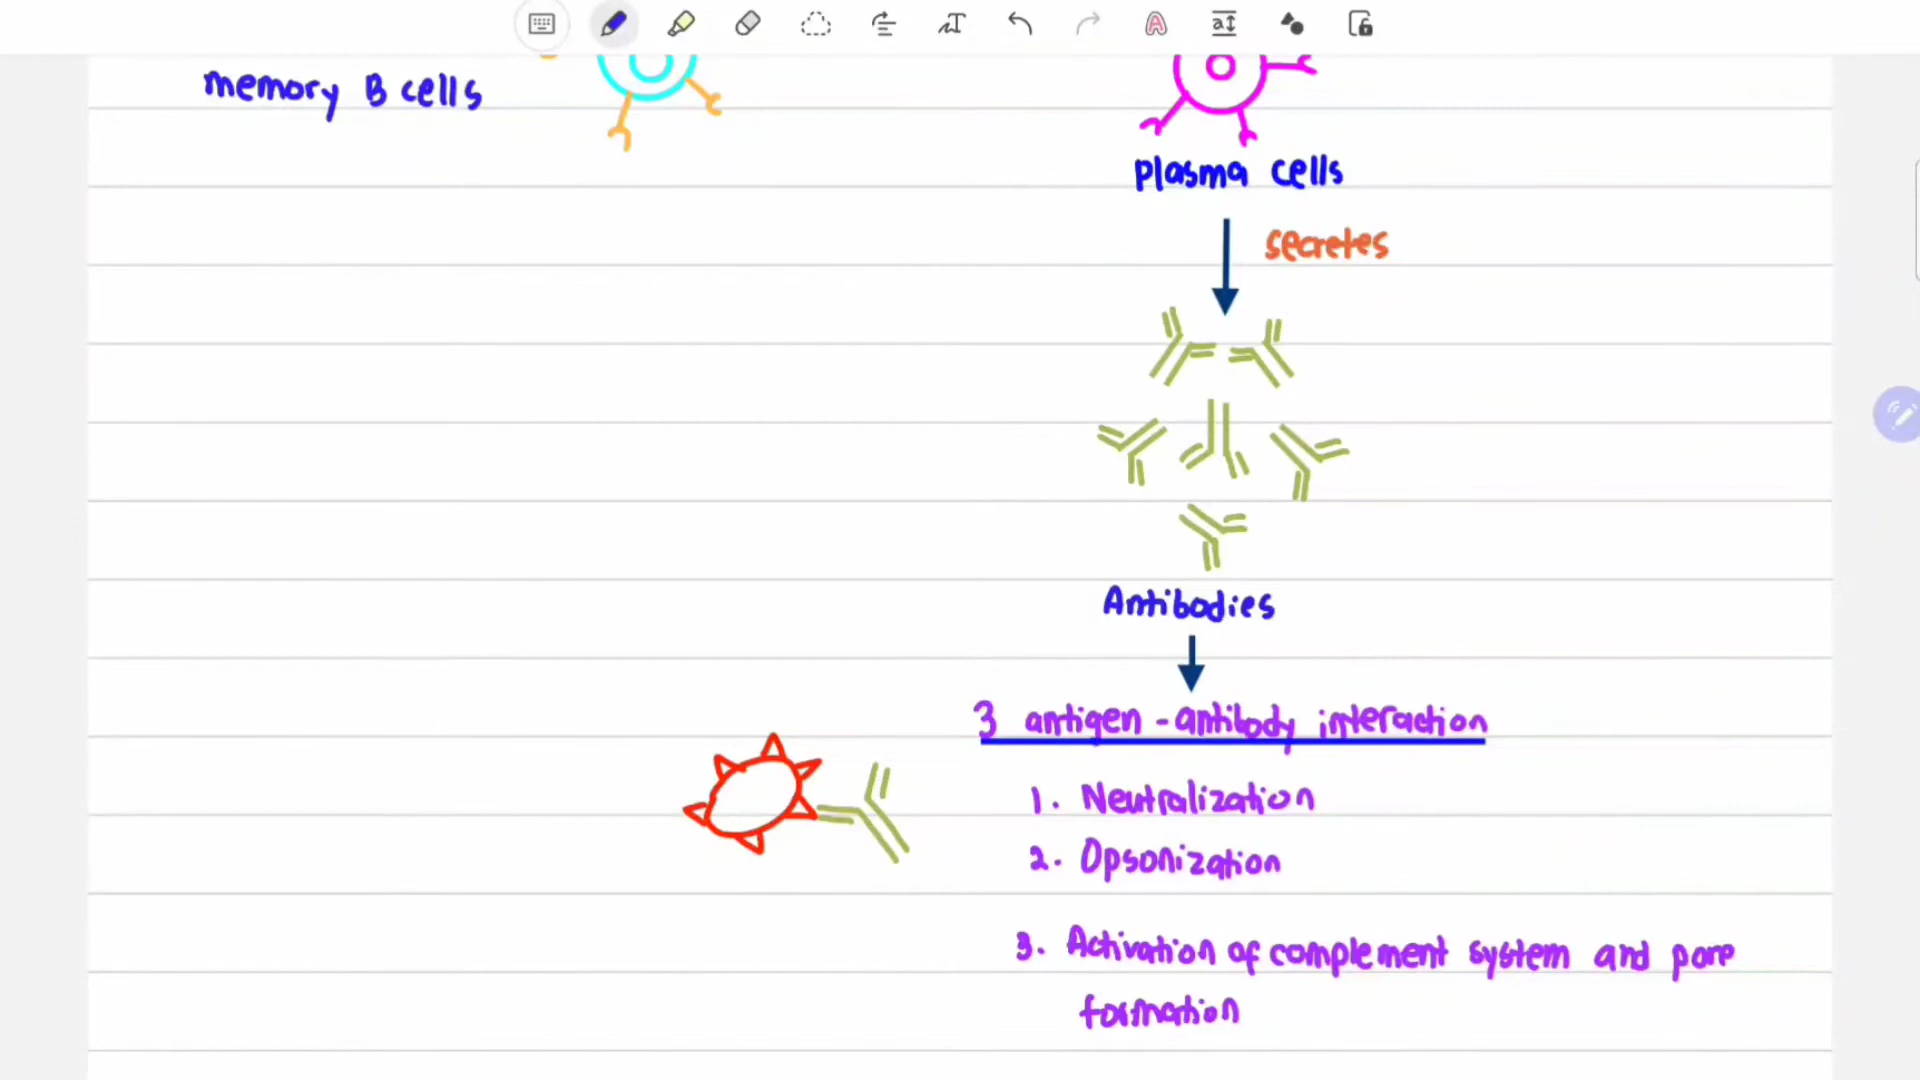 memory B cells
plasma cells
secretes
Antibodies
3 antigen-antibody interaction
1. Neutralization
2. Opsonization
3. Activation of complement system and pore
formation